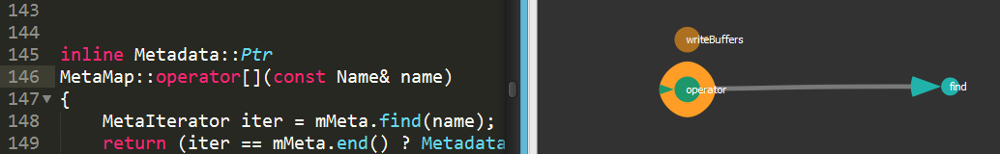 143
144
145 inline Metadata::Ptr
146 MetaMap::operator[](const Name& name)
147 {
148 MetaIterator iter = mMeta.find(name);
149 return (iter == mMeta.end() ? Metadata
writeBuffers
operator
find